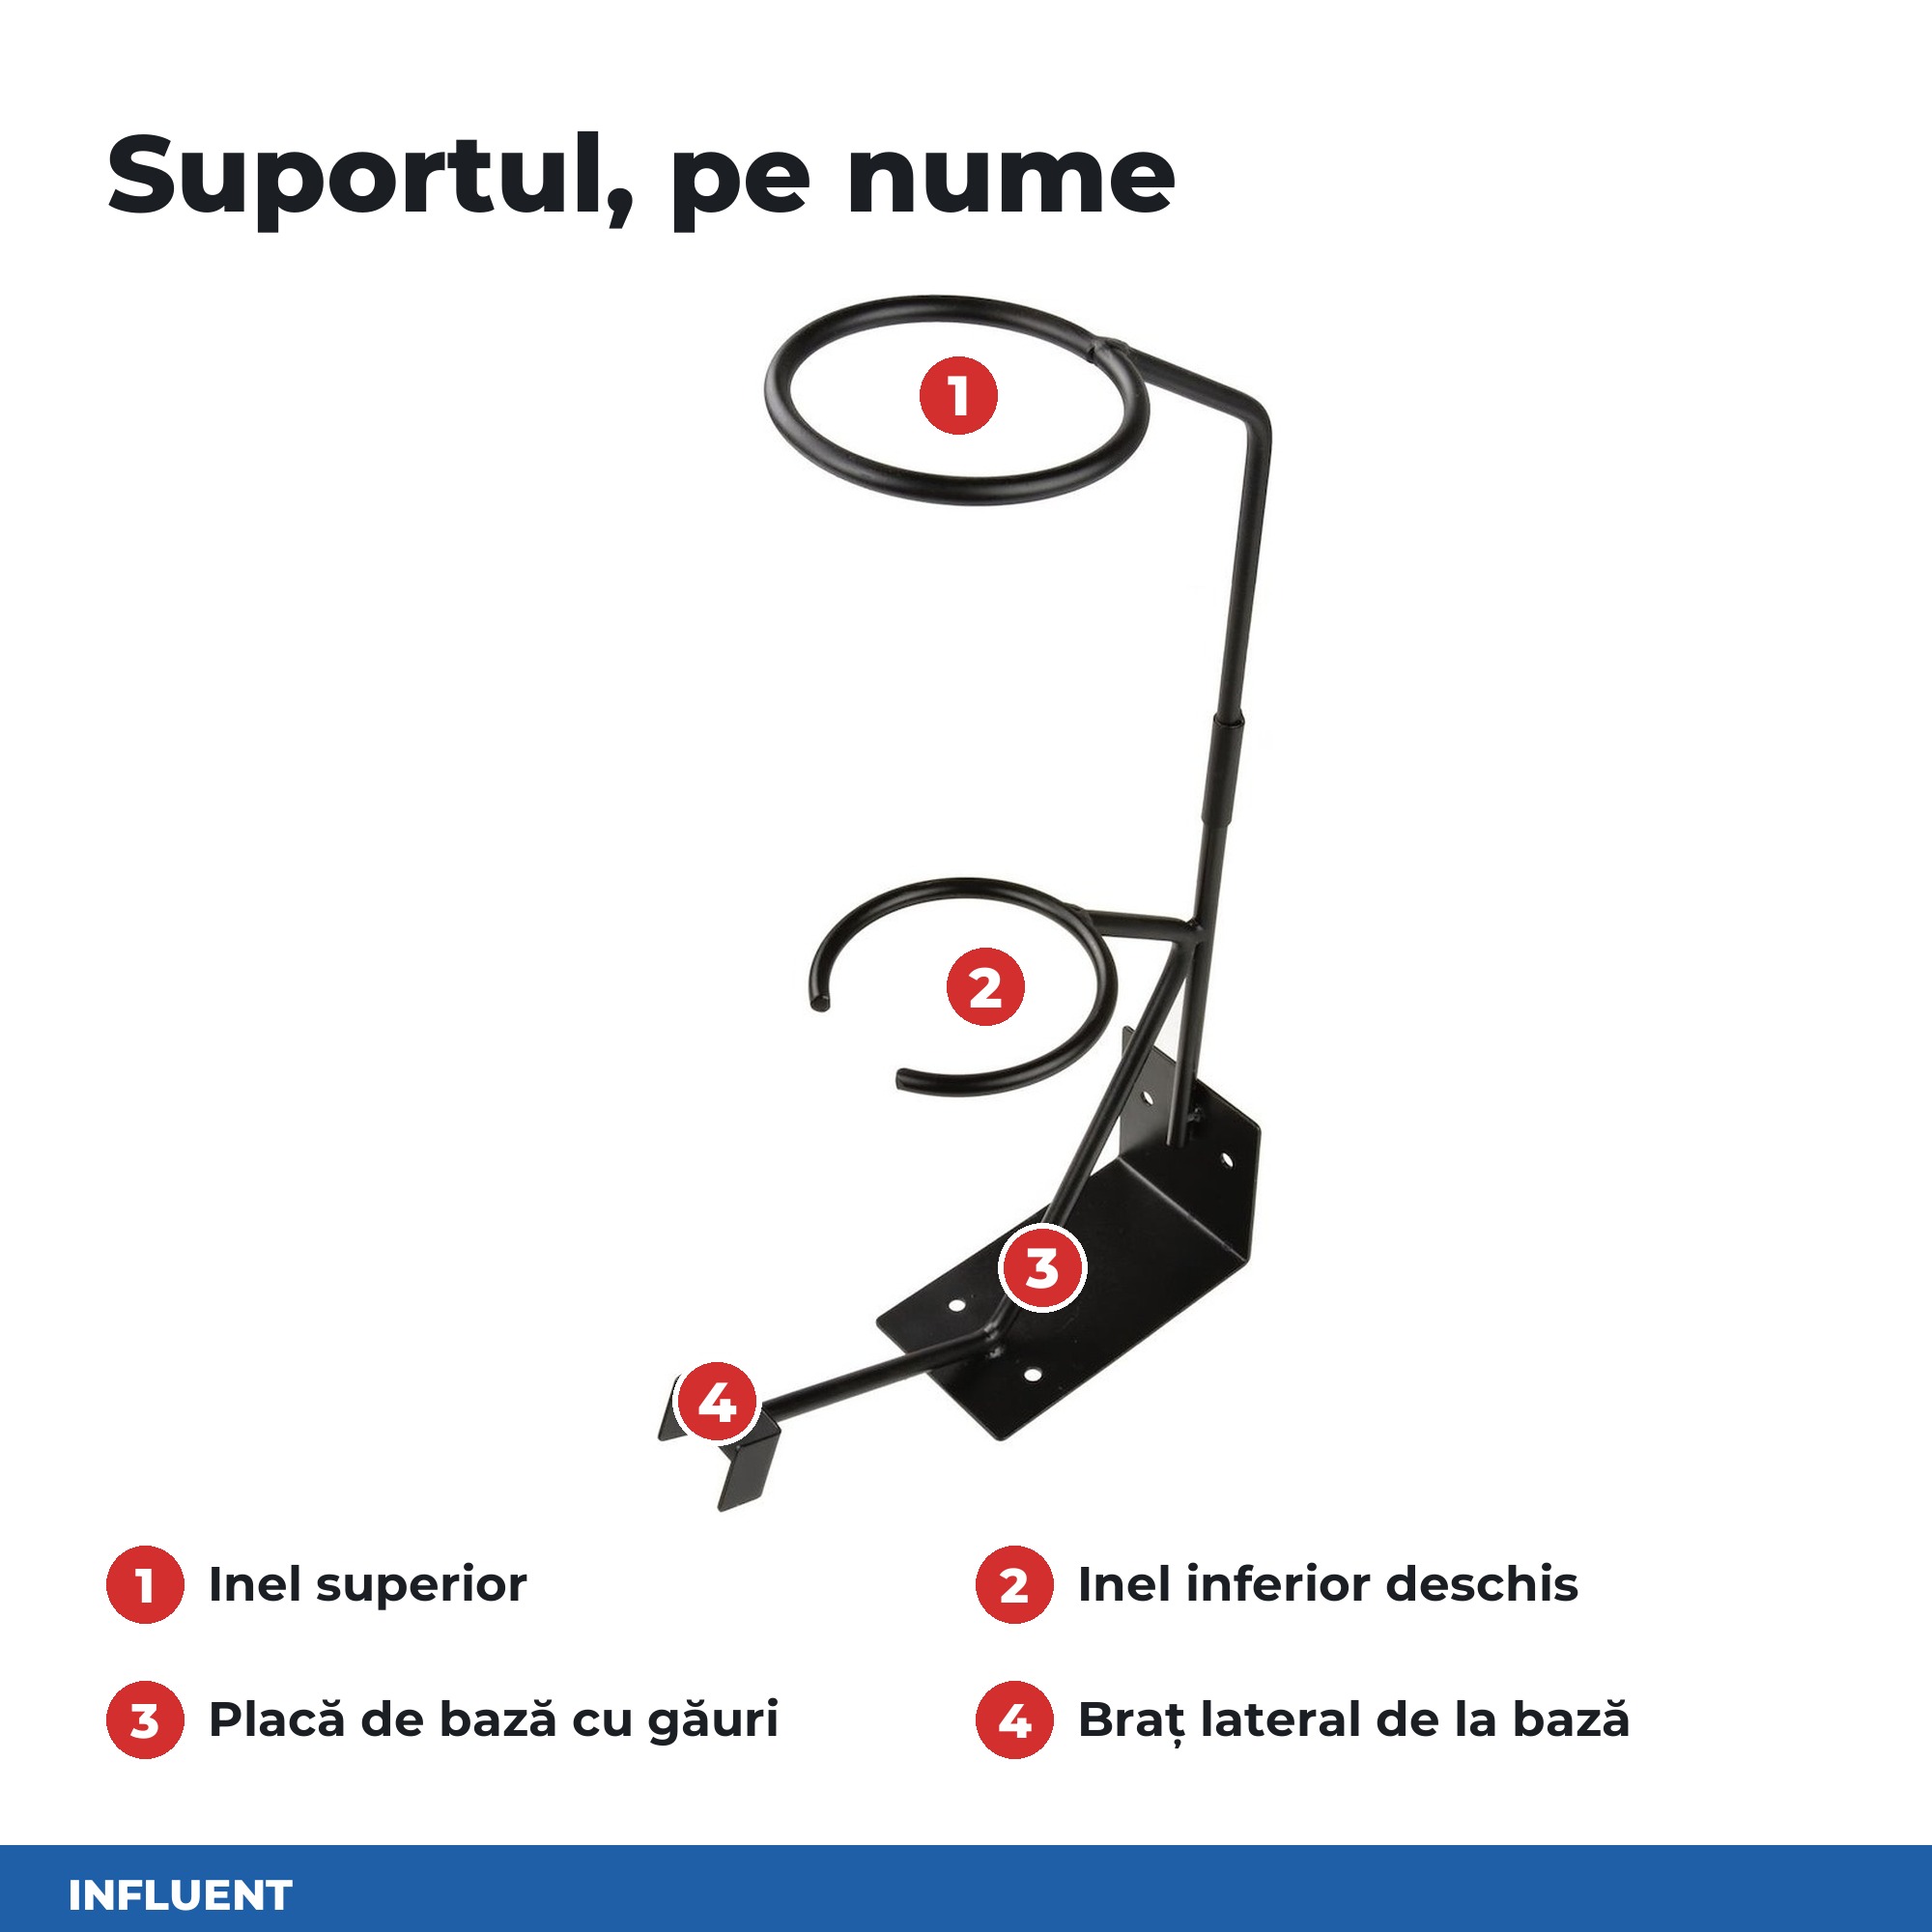 Suportul, pe nume
1
2
3
4
1 Inel superior
2 Inel inferior deschis
3 Placă de bază cu găuri
4 Braț lateral de la bază
INFLUENT